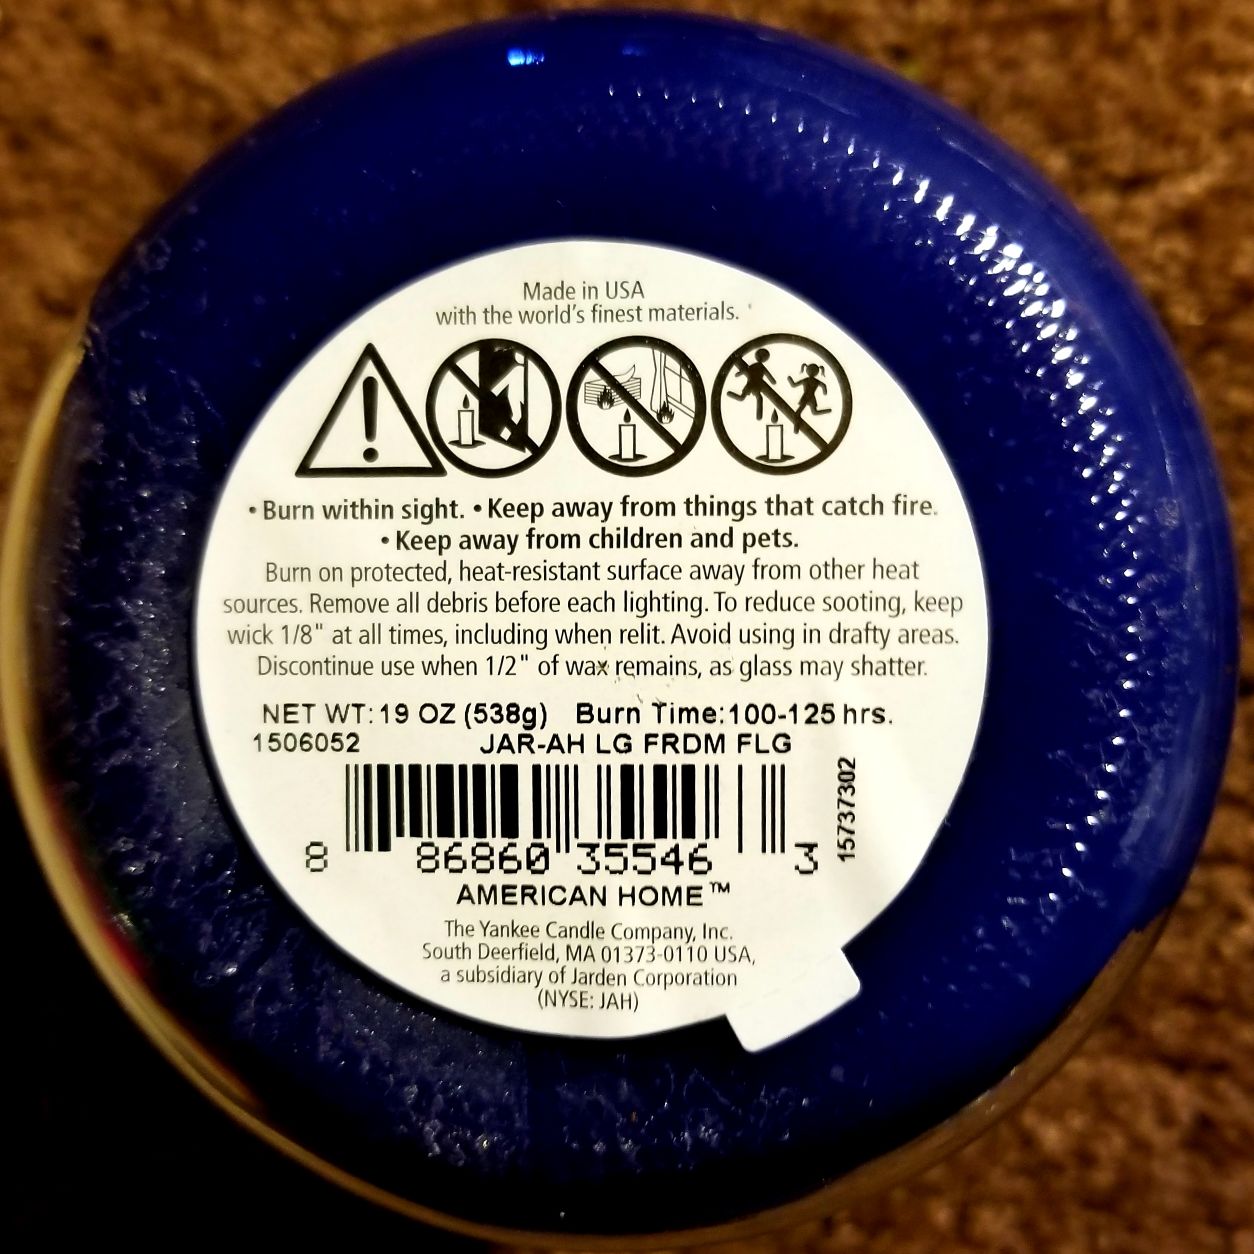 Made in USA
with the world's finest materials.
• Burn within sight. • Keep away from things that catch fire.
• Keep away from children and pets.
Burn on protected, heat-resistant surface away from other heat
sources. Remove all debris before each lighting. To reduce sooting, keep
wick 1/8" at all times, including when relit. Avoid using in drafty areas.
Discontinue use when 1/2" of wax remains, as glass may shatter.
NET WT: 19 OZ (538g) Burn Time: 100-125 hrs.
1506052 JAR-AH LG FRDM FLG
15737302
8 86860 35546 3
AMERICAN HOME™
The Yankee Candle Company, Inc.
South Deerfield, MA 01373-0110 USA,
a subsidiary of Jarden Corporation
(NYSE: JAH)